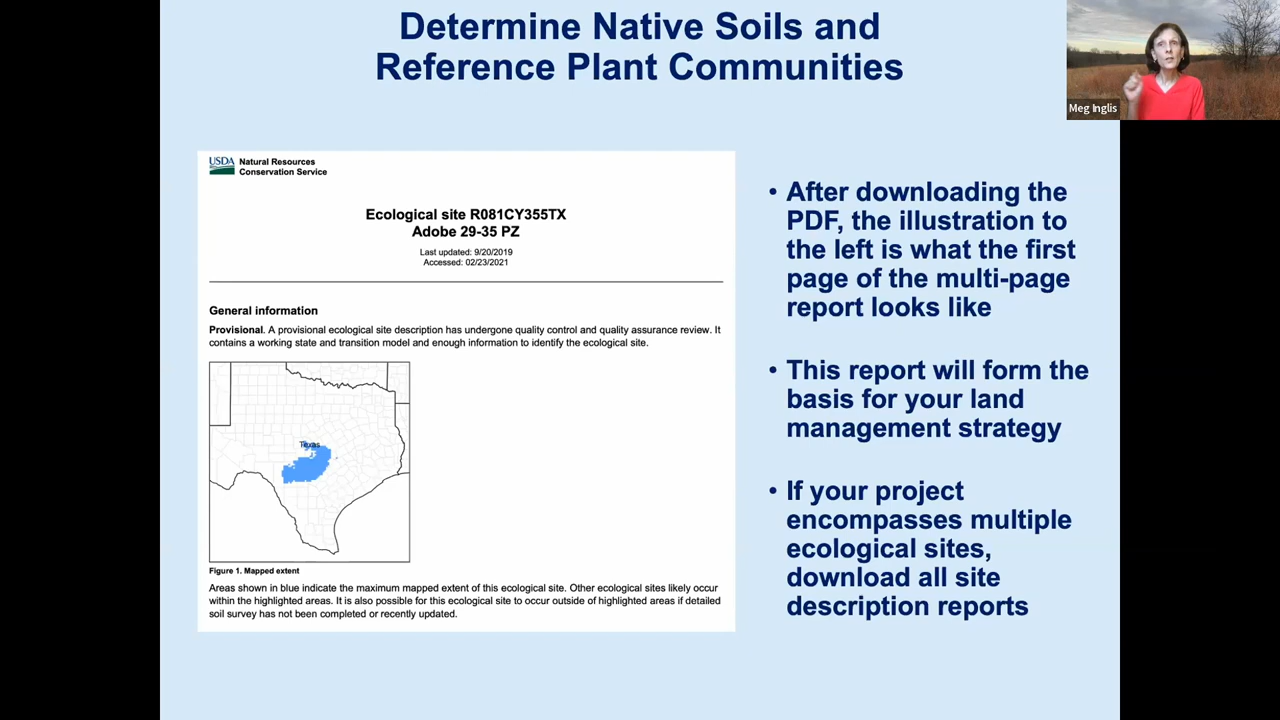 Determine Native Soils and
Reference Plant Communities
Meg Inglis
USDA
Natural Resources
Conservation Service
Ecological site R081CY355TX
Adobe 29-35 PZ
Last updated: 9/20/2019
Accessed: 02/23/2021
General information
Provisional. A provisional ecological site description has undergone quality control and quality assurance review. It
contains a working state and transition model and enough information to identify the ecological site.
Texas
Figure 1. Mapped extent
Areas shown in blue indicate the maximum mapped extent of this ecological site. Other ecological sites likely occur
within the highlighted areas. It is also possible for this ecological site to occur outside of highlighted areas if detailed
soil survey has not been completed or recently updated.
• After downloading the
PDF, the illustration to
the left is what the first
page of the multi-page
report looks like
• This report will form the
basis for your land
management strategy
• If your project
encompasses multiple
ecological sites,
download all site
description reports